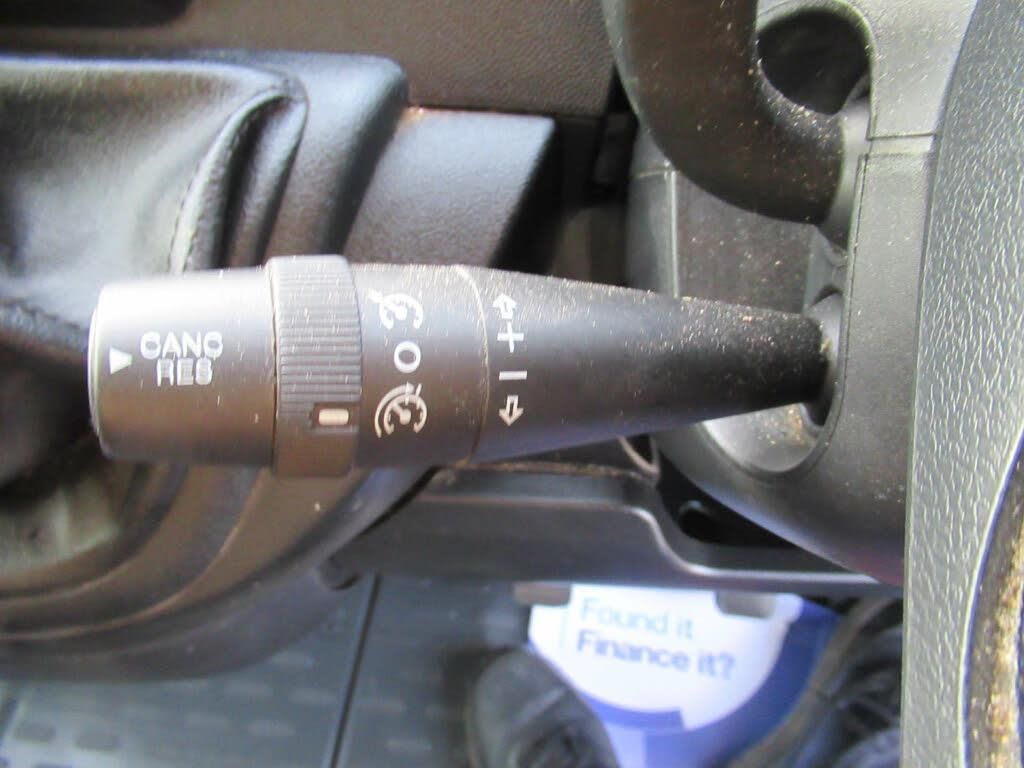 CANC
RES
O
+
−
Found it
Finance it?